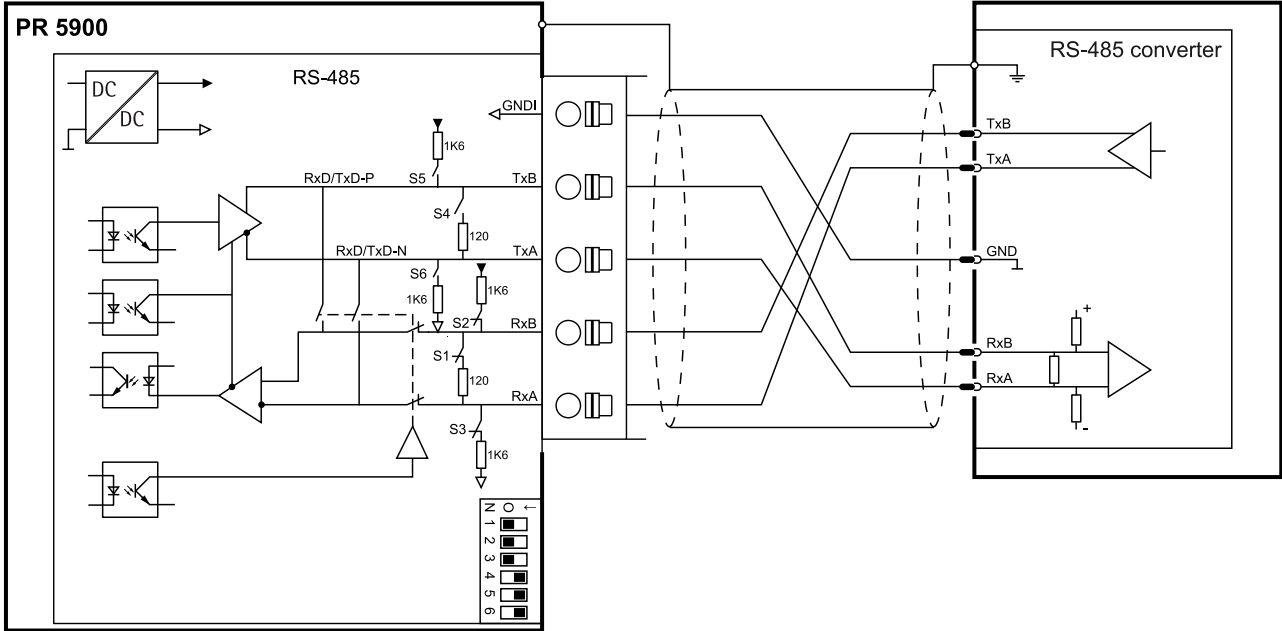 PR 5900
RS-485
DC
DC
GNDI
1K6
RxD/TxD-P
S5
TxB
S4
120
RxD/TxD-N
TxA
S6
1K6
1K6
S2
RxB
S1
120
RxA
S3
1K6
N O ←
1
2
3
4
5
6
RS-485 converter
TxB
TxA
GND
+
RxB
RxA
-